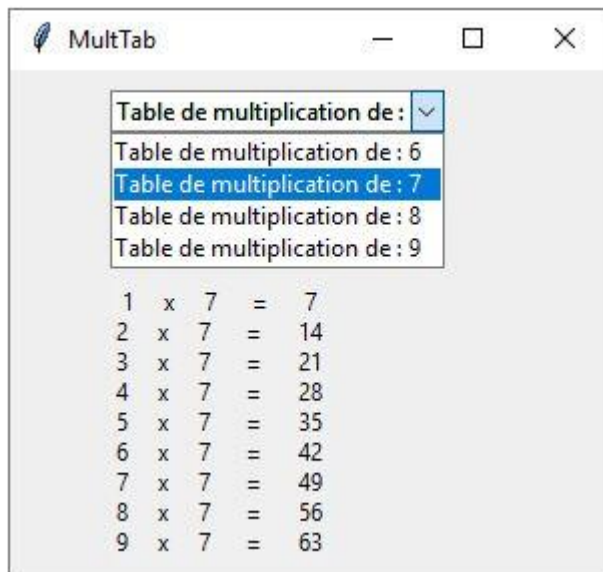 MultTab
Table de multiplication de :
Table de multiplication de : 6
Table de multiplication de : 7
Table de multiplication de : 8
Table de multiplication de : 9
1 x 7 = 7
2 x 7 = 14
3 x 7 = 21
4 x 7 = 28
5 x 7 = 35
6 x 7 = 42
7 x 7 = 49
8 x 7 = 56
9 x 7 = 63